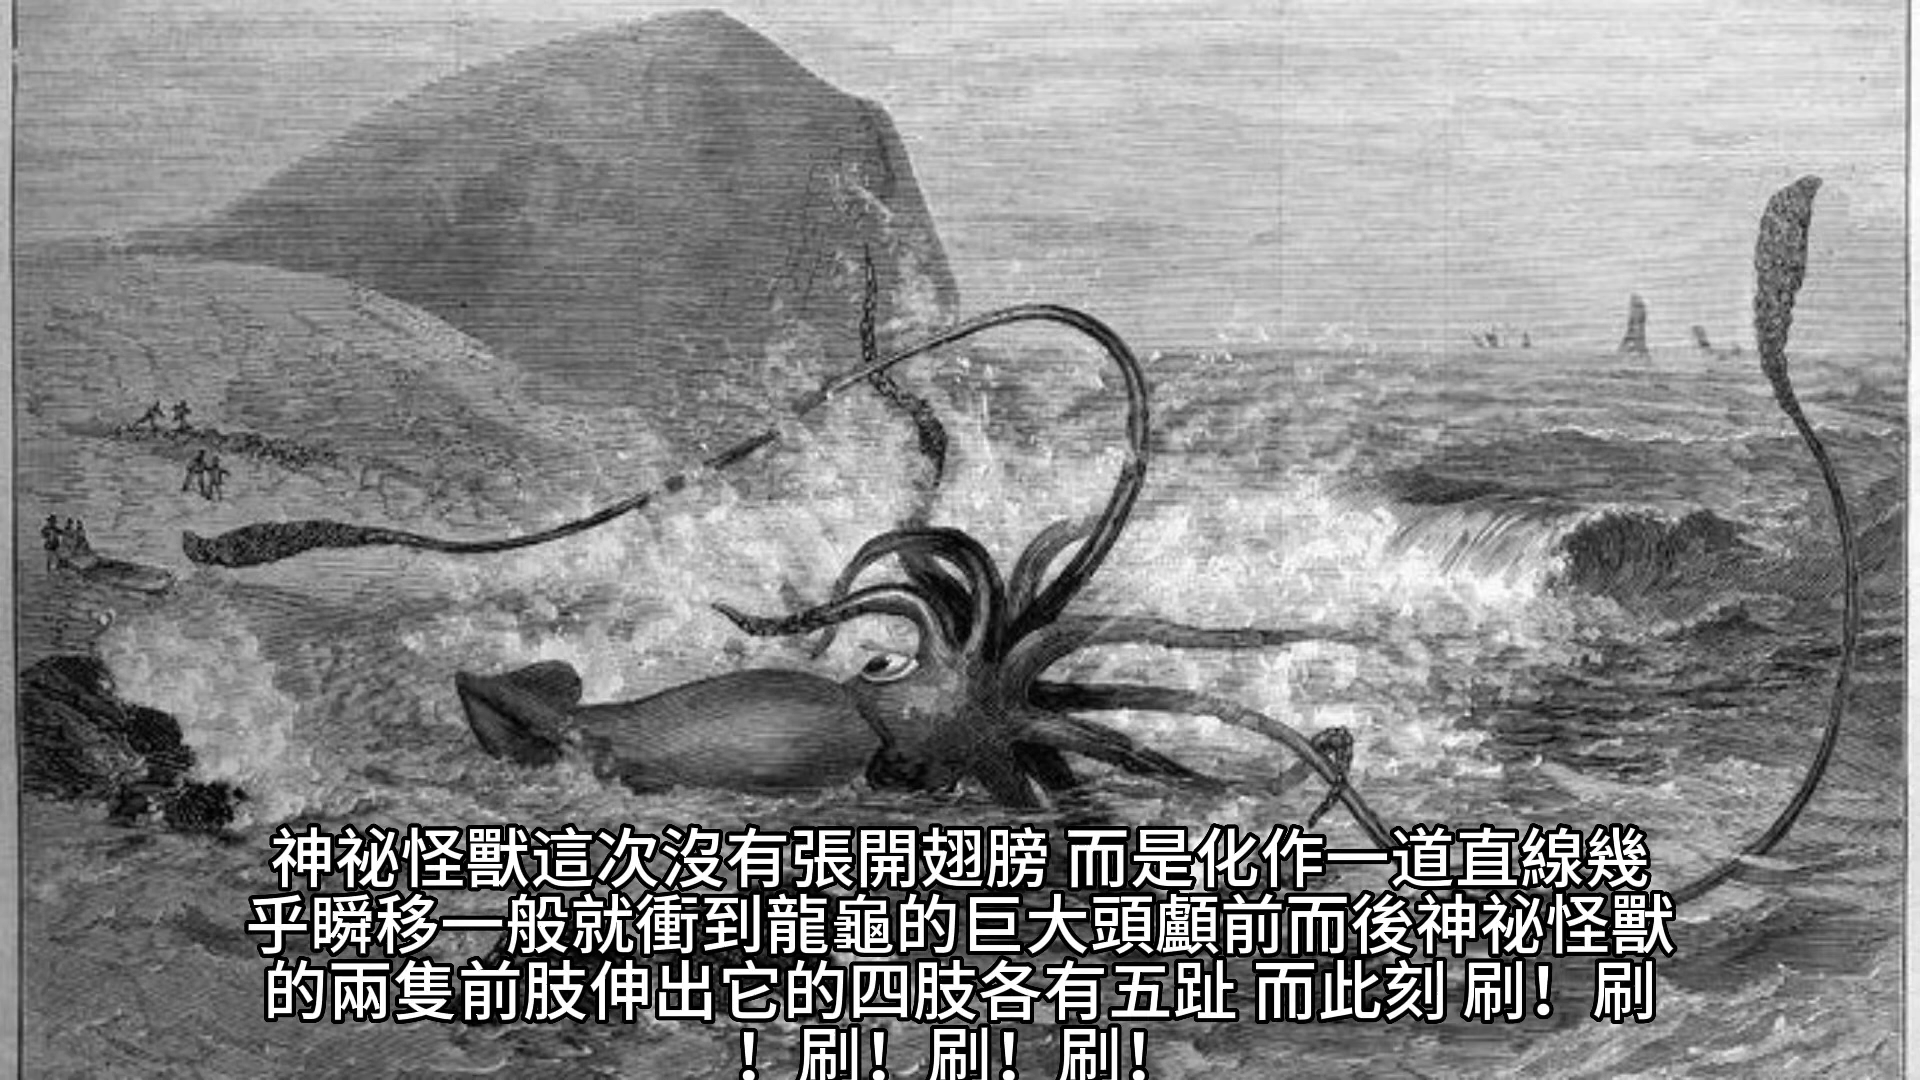 神祕怪獸這次沒有張開翅膀 而是化作一道直線幾
乎瞬移一般就衝到龍龜的巨大頭顱前而後神祕怪獸
的兩隻前肢伸出它的四肢各有五趾 而此刻 刷！刷
！刷！刷！刷！